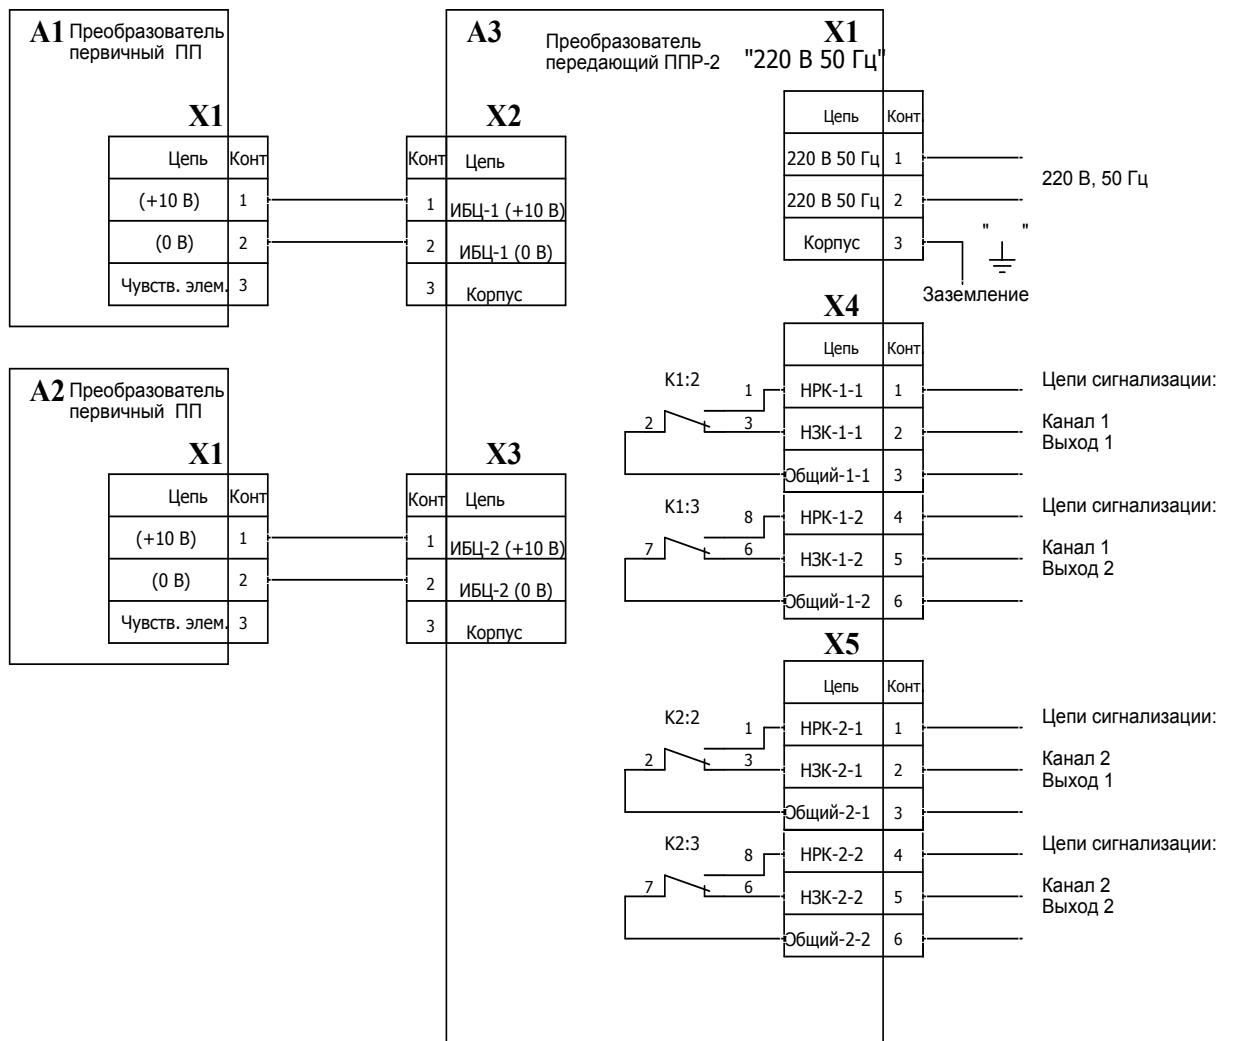 А1 Преобразователь
первичный ПП
X1
Цепь Конт
(+10 В) 1
(0 В) 2
Чувств. элем. 3
А2 Преобразователь
первичный ПП
X1
Цепь Конт
(+10 В) 1
(0 В) 2
Чувств. элем. 3
А3 Преобразователь
передающий ППР-2
X2
Конт Цепь
1 ИБЦ-1 (+10 В)
2 ИБЦ-1 (0 В)
3 Корпус
X3
Конт Цепь
1 ИБЦ-2 (+10 В)
2 ИБЦ-2 (0 В)
3 Корпус
X1
"220 В 50 Гц"
Цепь Конт.
220 В 50 Гц 1
220 В 50 Гц 2
Корпус 3
220 В, 50 Гц
" "
Заземление
X4
Цепь Конт.
К1:2
1 НРК-1-1 1
2 3 НЗК-1-1 2
Общий-1-1 3
Цепи сигнализации:
Канал 1
Выход 1
К1:3
8 НРК-1-2 4
7 6 НЗК-1-2 5
Общий-1-2 6
Цепи сигнализации:
Канал 1
Выход 2
X5
Цепь Конт.
К2:2
1 НРК-2-1 1
2 3 НЗК-2-1 2
Общий-2-1 3
Цепи сигнализации:
Канал 2
Выход 1
К2:3
8 НРК-2-2 4
7 6 НЗК-2-2 5
Общий-2-2 6
Цепи сигнализации:
Канал 2
Выход 2